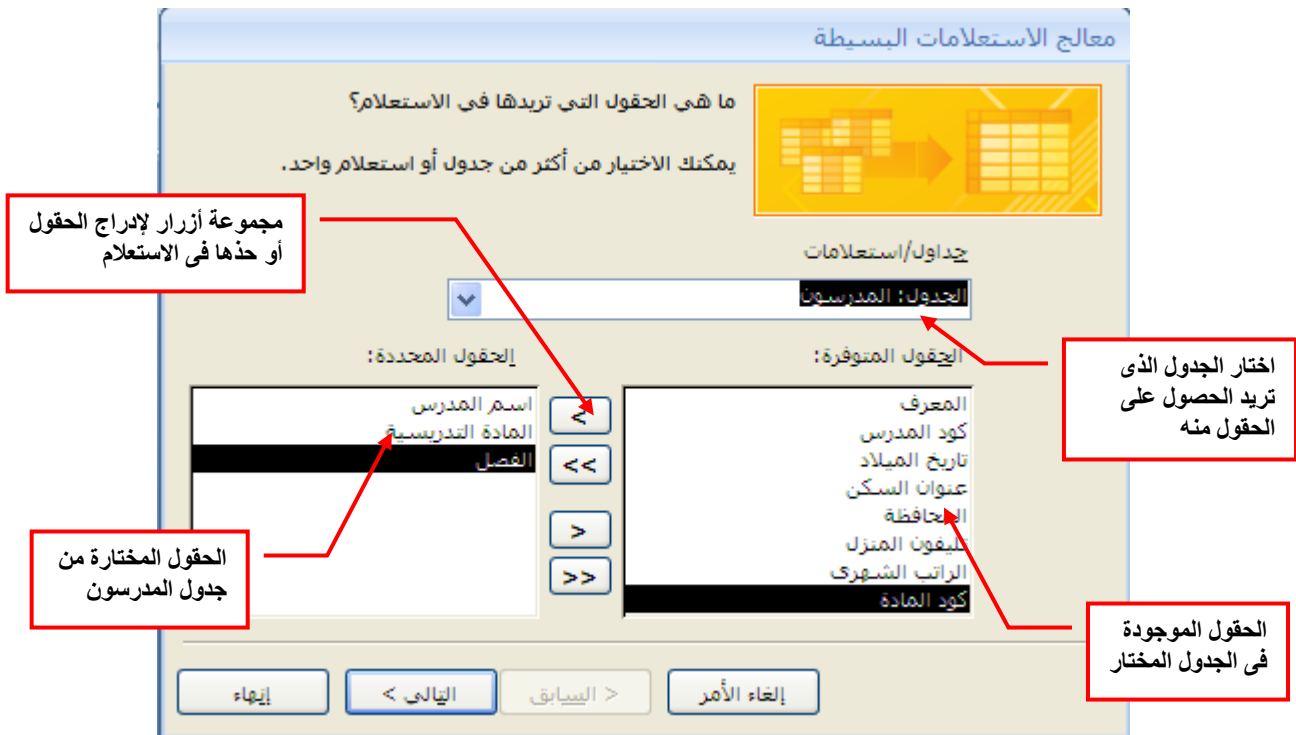 معالج الاستعلامات البسيطة
ما هي الحقول التي تريدها في الاستعلام؟
يمكنك الاختيار من أكثر من جدول أو استعلام واحد.
مجموعة أزرار لإدراج الحقول
أو حذها فى الاستعلام
جداول/استعلامات
الجدول: المدرسون
اختار الجدول الذى
تريد الحصول على
الحقول منه
الحقول المتوفرة:
المعرف
كود المدرس
تاريخ الميلاد
عنوان السكن
المحافظة
تليفون المنزل
الراتب الشهرى
كود المادة
<
<<
>
>>
الحقول المحددة:
اسم المدرس
المادة التدريسية
الفصل
الحقول المختارة من
جدول المدرسون
الحقول الموجودة
فى الجدول المختار
إلغاء الأمر
< السابق
التالي >
إنهاء